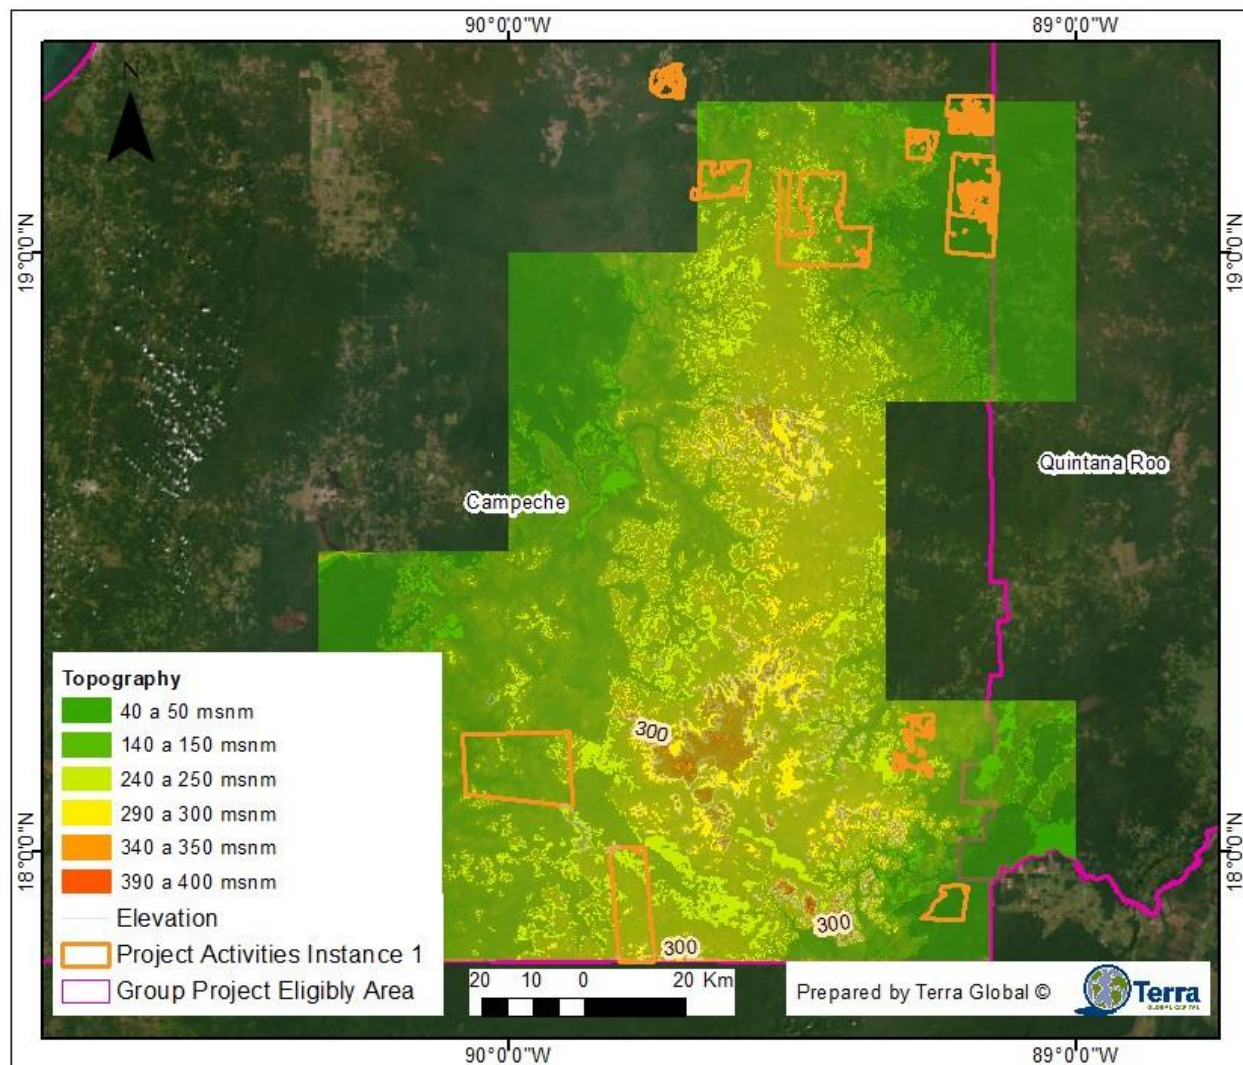 90°0'0"W
89°0'0"W
N
19°0'0"N
19°0'0"N
Quintana Roo
Campeche
Topography
40 a 50 msnm
140 a 150 msnm
240 a 250 msnm
290 a 300 msnm
340 a 350 msnm
390 a 400 msnm
Elevation
Project Activities Instance 1
Group Project Eligibly Area
300
300
300
18°0'0"N
18°0'0"N
20 10 0 20 Km
Prepared by Terra Global ©
Terra
GLOBAL CAPITAL
90°0'0"W
89°0'0"W